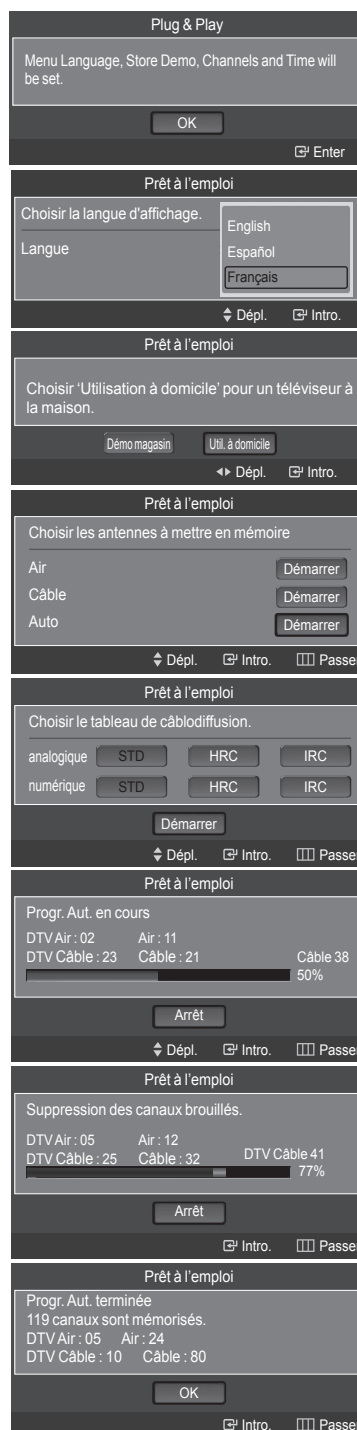 Plug & Play
Menu Language, Store Demo, Channels and Time will
be set.
OK
Enter
Prêt à l'emploi
Choisir la langue d'affichage.
English
Langue
Español
Français
Dépl. Intro.
Prêt à l'emploi
Choisir 'Utilisation à domicile' pour un téléviseur à
la maison.
Démo magasin Util. à domicile
Dépl. Intro.
Prêt à l'emploi
Choisir les antennes à mettre en mémoire
Air Démarrer
Câble Démarrer
Auto Démarrer
Dépl. Intro. Passer
Prêt à l'emploi
Choisir le tableau de câblodiffusion.
analogique STD HRC IRC
numérique STD HRC IRC
Démarrer
Dépl. Intro. Passer
Prêt à l'emploi
Progr. Aut. en cours
DTV Air : 02 Air : 11
DTV Câble : 23 Câble : 21 Câble 38
50%
Arrêt
Dépl. Intro. Passer
Prêt à l'emploi
Suppression des canaux brouillés.
DTV Air : 05 Air : 12
DTV Câble : 25 Câble : 32 DTV Câble 41
77%
Arrêt
Intro. Passer
Prêt à l'emploi
Progr. Aut. terminée
119 canaux sont mémorisés.
DTV Air : 05 Air : 24
DTV Câble : 10 Câble : 80
OK
Intro. Passer